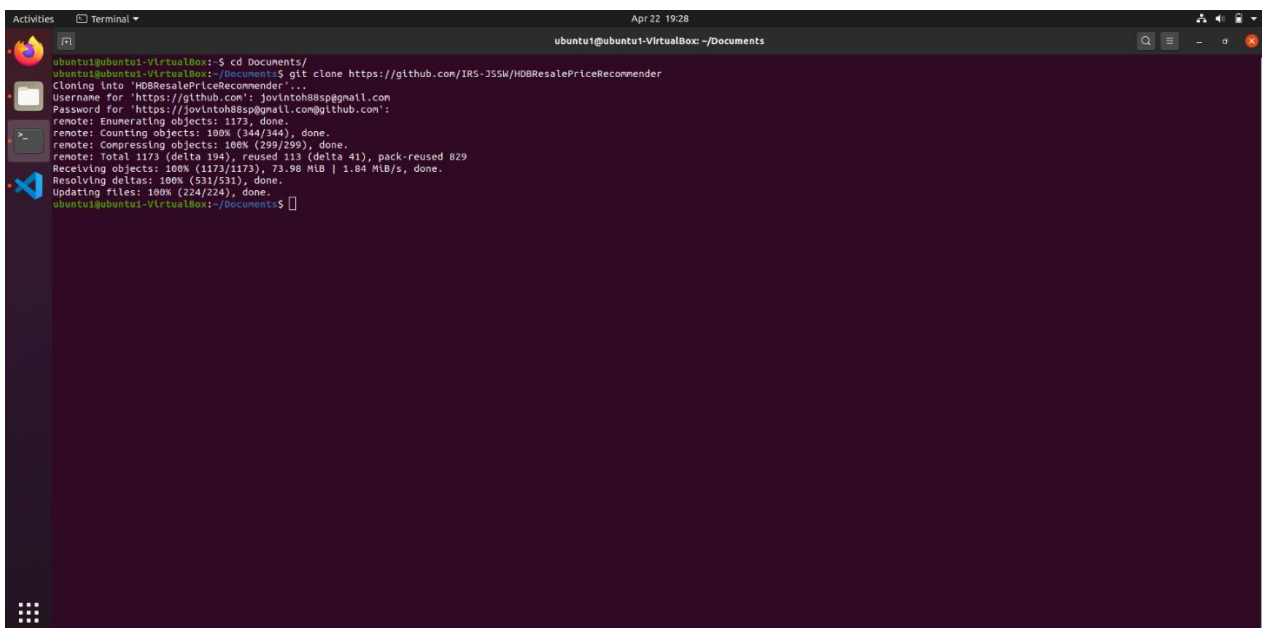 Activities Terminal Apr 22 19:28
ubuntu1@ubuntu1-VirtualBox: ~/Documents
ubuntu1@ubuntu1-VirtualBox:~$ cd Documents/
ubuntu1@ubuntu1-VirtualBox:~/Documents$ git clone https://github.com/IRS-JSSW/HDBResalePriceRecommender
Cloning into 'HDBResalePriceRecommender'...
Username for 'https://github.com': jovintoh88sp@gmail.com
Password for 'https://jovintoh88sp@gmail.com@github.com':
remote: Enumerating objects: 1173, done.
remote: Counting objects: 100% (344/344), done.
remote: Compressing objects: 100% (299/299), done.
remote: Total 1173 (delta 194), reused 113 (delta 41), pack-reused 829
Receiving objects: 100% (1173/1173), 73.98 MiB | 1.84 MiB/s, done.
Resolving deltas: 100% (531/531), done.
Updating files: 100% (224/224), done.
ubuntu1@ubuntu1-VirtualBox:~/Documents$